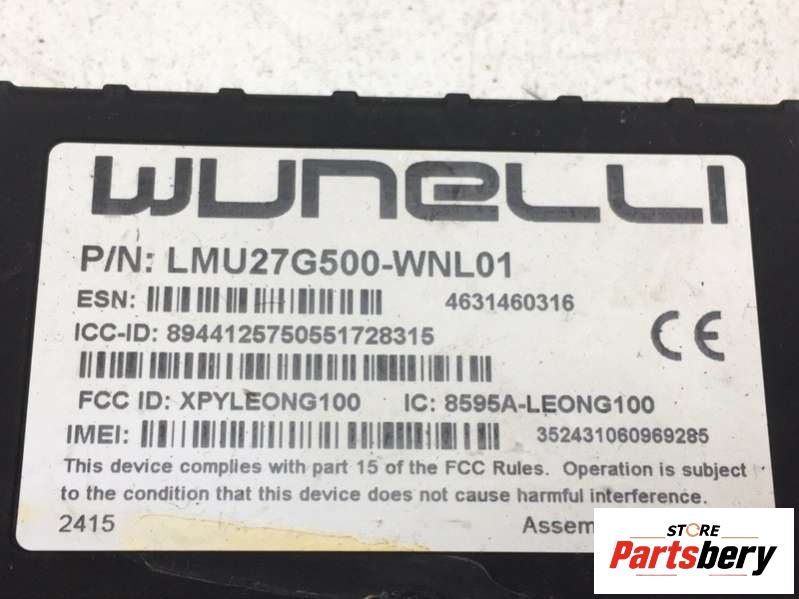 WUNELLI
P/N: LMU27G500-WNL01
ESN: 4631460316
ICC-ID: 8944125750551728315
FCC ID: XPYLEONG100 IC: 8595A-LEONG100
IMEI: 352431060969285
This device complies with part 15 of the FCC Rules. Operation is subject
to the condition that this device does not cause harmful interference.
2415
CE
STORE
Partsbery